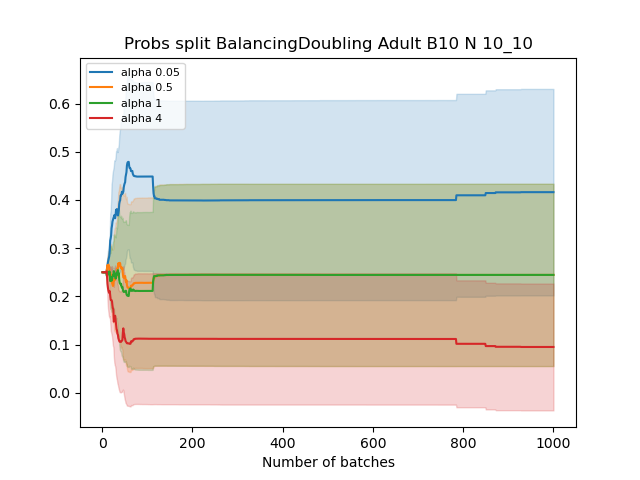 Probs split BalancingDoubling Adult B10 N 10_10
alpha 0.05
alpha 0.5
alpha 1
alpha 4
0.6
0.5
0.4
0.3
0.2
0.1
0.0
0 200 400 600 800 1000
Number of batches